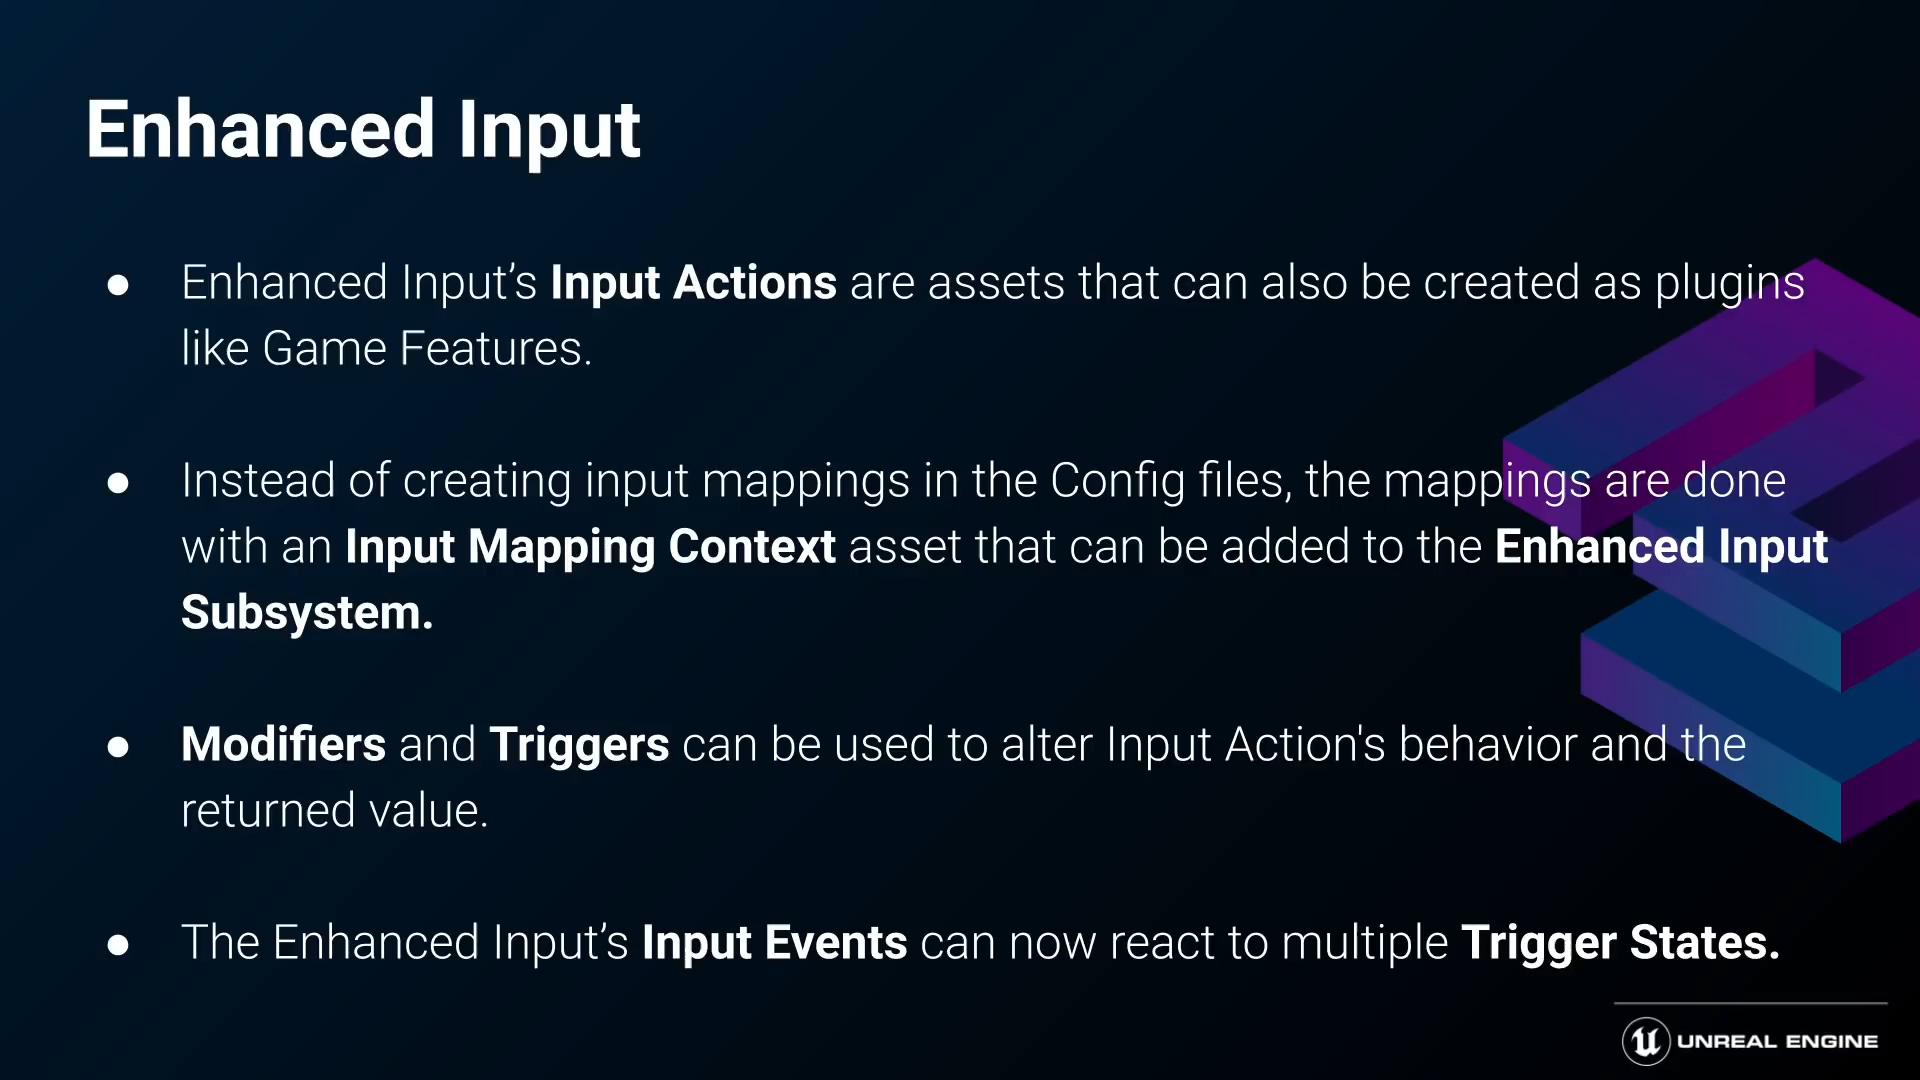 Enhanced Input
● Enhanced Input’s Input Actions are assets that can also be created as plugins
like Game Features.
● Instead of creating input mappings in the Config files, the mappings are done
with an Input Mapping Context asset that can be added to the Enhanced Input
Subsystem.
● Modifiers and Triggers can be used to alter Input Action's behavior and the
returned value.
● The Enhanced Input’s Input Events can now react to multiple Trigger States.
UNREAL ENGINE